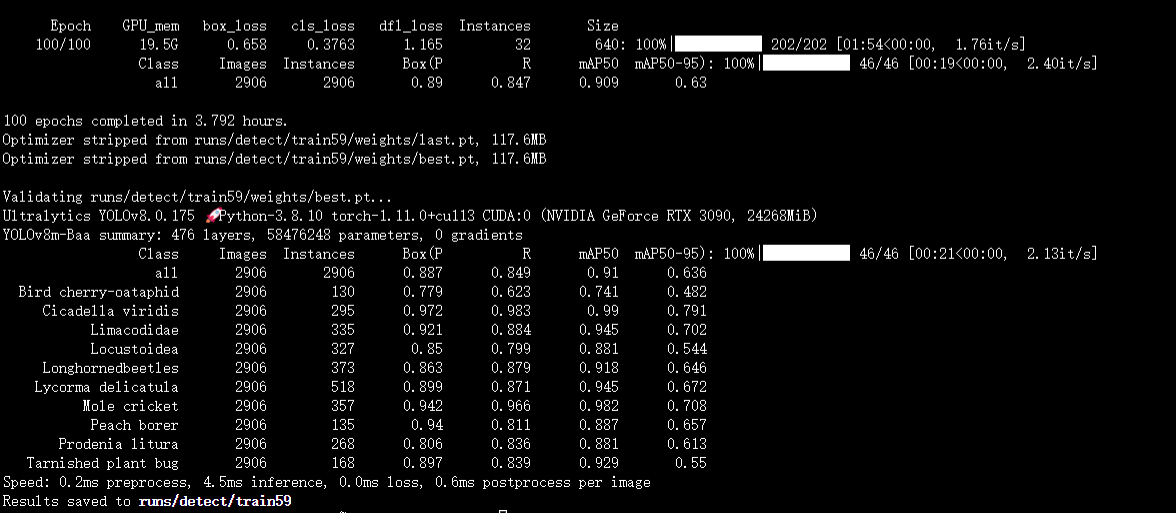 Epoch GPU_mem box_loss cls_loss dfl_loss Instances Size
100/100 19.5G 0.658 0.3763 1.165 32 640: 100%| 202/202 [01:54<00:00, 1.76it/s]
Class Images Instances Box(P R mAP50 mAP50-95): 100%| 46/46 [00:19<00:00, 2.40it/s]
all 2906 2906 0.89 0.847 0.909 0.63
100 epochs completed in 3.792 hours.
Optimizer stripped from runs/detect/train59/weights/last.pt, 117.6MB
Optimizer stripped from runs/detect/train59/weights/best.pt, 117.6MB
Validating runs/detect/train59/weights/best.pt...
Ultralytics YOLOv8.0.175 🚀Python-3.8.10 torch-1.11.0+cu113 CUDA:0 (NVIDIA GeForce RTX 3090, 24268MiB)
YOLOv8m-Baa summary: 476 layers, 58476248 parameters, 0 gradients
Class Images Instances Box(P R mAP50 mAP50-95): 100%| 46/46 [00:21<00:00, 2.13it/s]
all 2906 2906 0.887 0.849 0.91 0.636
Bird cherry-oataphid 2906 130 0.779 0.623 0.741 0.482
Cicadella viridis 2906 295 0.972 0.983 0.99 0.791
Limacodidae 2906 335 0.921 0.884 0.945 0.702
Locustoidea 2906 327 0.85 0.799 0.881 0.544
Longhornedbeetles 2906 373 0.863 0.879 0.918 0.646
Lycorma delicatula 2906 518 0.899 0.871 0.945 0.672
Mole cricket 2906 357 0.942 0.966 0.982 0.708
Peach borer 2906 135 0.94 0.811 0.887 0.657
Prodenia litura 2906 268 0.806 0.836 0.881 0.613
Tarnished plant bug 2906 168 0.897 0.839 0.929 0.55
Speed: 0.2ms preprocess, 4.5ms inference, 0.0ms loss, 0.6ms postprocess per image
Results saved to runs/detect/train59